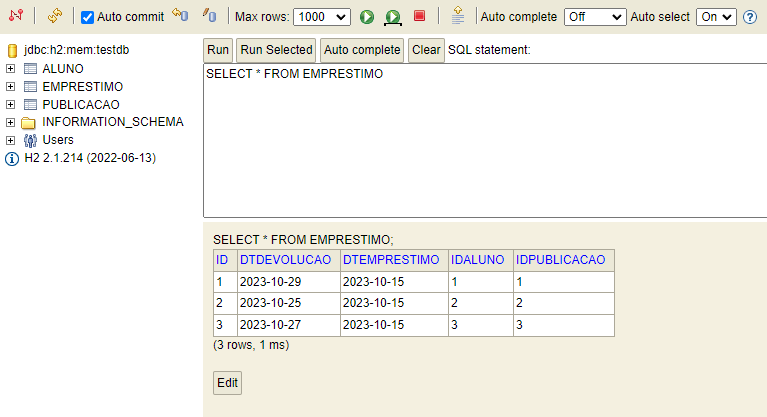 Auto commit Max rows: 1000 Auto complete Off Auto select On ?
jdbc:h2:mem:testdb
ALUNO
EMPRESTIMO
PUBLICACAO
INFORMATION_SCHEMA
Users
H2 2.1.214 (2022-06-13)
Run Run Selected Auto complete Clear SQL statement:
SELECT * FROM EMPRESTIMO
SELECT * FROM EMPRESTIMO;
ID DTDEVOLUCAO DTEMPRESTIMO IDALUNO IDPUBLICACAO
1 2023-10-29 2023-10-15 1 1
2 2023-10-25 2023-10-15 2 2
3 2023-10-27 2023-10-15 3 3
(3 rows, 1 ms)
Edit